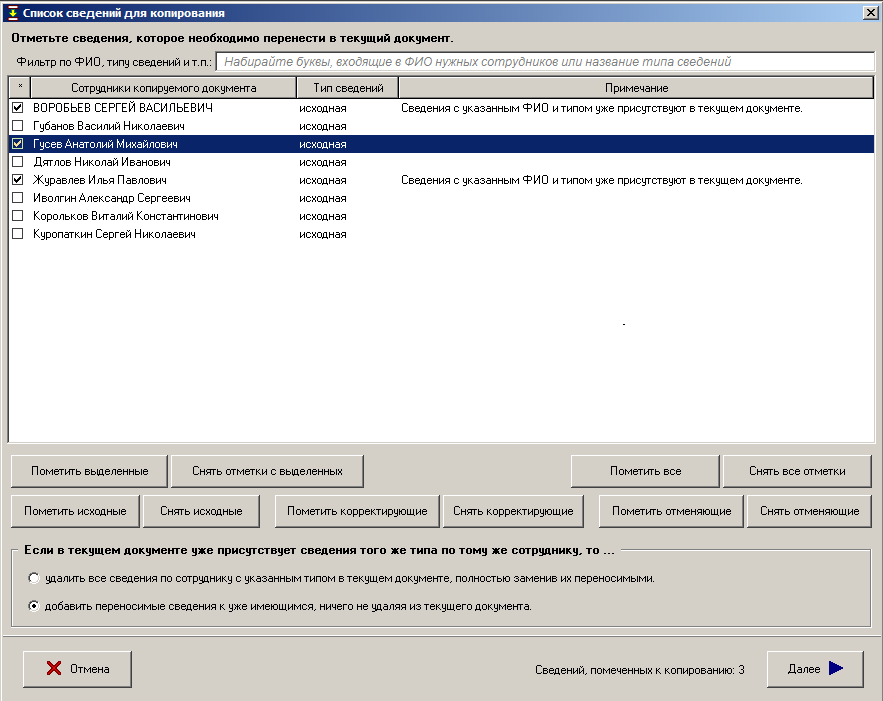 Список сведений для копирования
Отметьте сведения, которое необходимо перенести в текущий документ.
Фильтр по ФИО, типу сведений и т.п.: Набирайте буквы, входящие в ФИО нужных сотрудников или название типа сведений
* Сотрудники копируемого документа Тип сведений Примечание
ВОРОБЬЕВ СЕРГЕЙ ВАСИЛЬЕВИЧ исходная Сведения с указанным ФИО и типом уже присутствуют в текущем документе.
Губанов Василий Николаевич исходная
Гусев Анатолий Михайлович исходная
Дятлов Николай Иванович исходная
Журавлев Илья Павлович исходная Сведения с указанным ФИО и типом уже присутствуют в текущем документе.
Иволгин Александр Сергеевич исходная
Корольков Виталий Константинович исходная
Куропаткин Сергей Николаевич исходная
Пометить выделенные Снять отметки с выделенных Пометить все Снять все отметки
Пометить исходные Снять исходные Пометить корректирующие Снять корректирующие Пометить отменяющие Снять отменяющие
Если в текущем документе уже присутствует сведения того же типа по тому же сотруднику, то ...
удалить все сведения по сотруднику с указанным типом в текущем документе, полностью заменив их переносимыми.
добавить переносимые сведения к уже имеющимся, ничего не удаляя из текущего документа.
Отмена Сведений, помеченных к копированию: 3 Далее